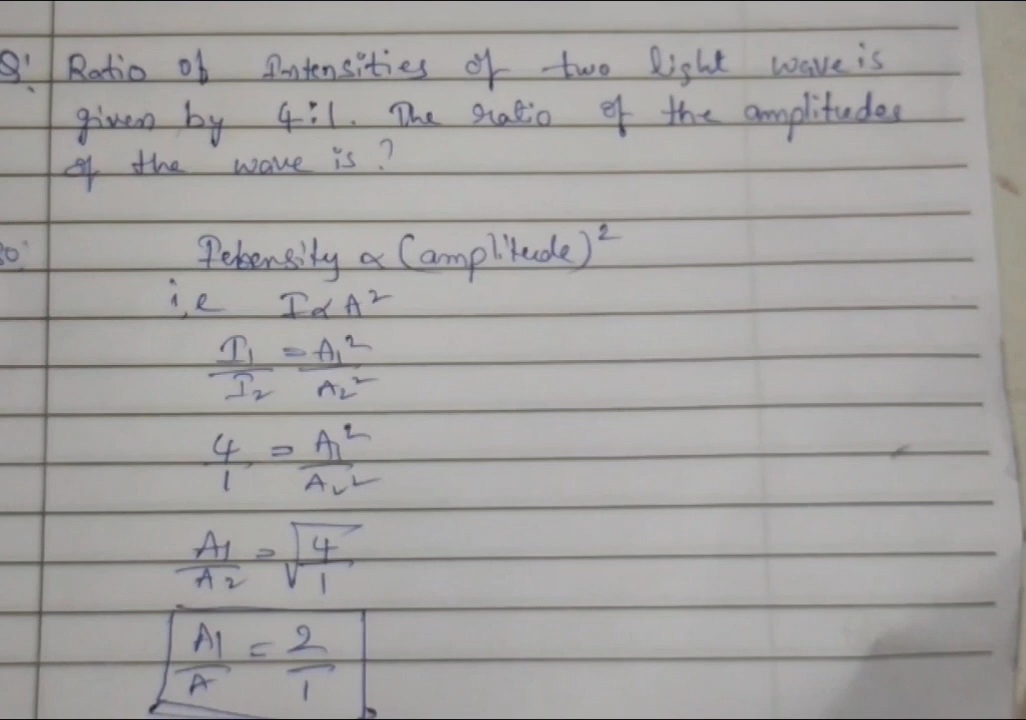 Q: Ratio of Intensities of two light wave is
given by 4:1. The ratio of the amplitudes
of the wave is ?
So: Intensity ∝ (amplitude)²
i,e I ∝ A²
I₁/I₂ = A₁²/A₂²
4/1 = A₁²/A₂²
A₁/A₂ = √4/1
A₁/A = 2/1